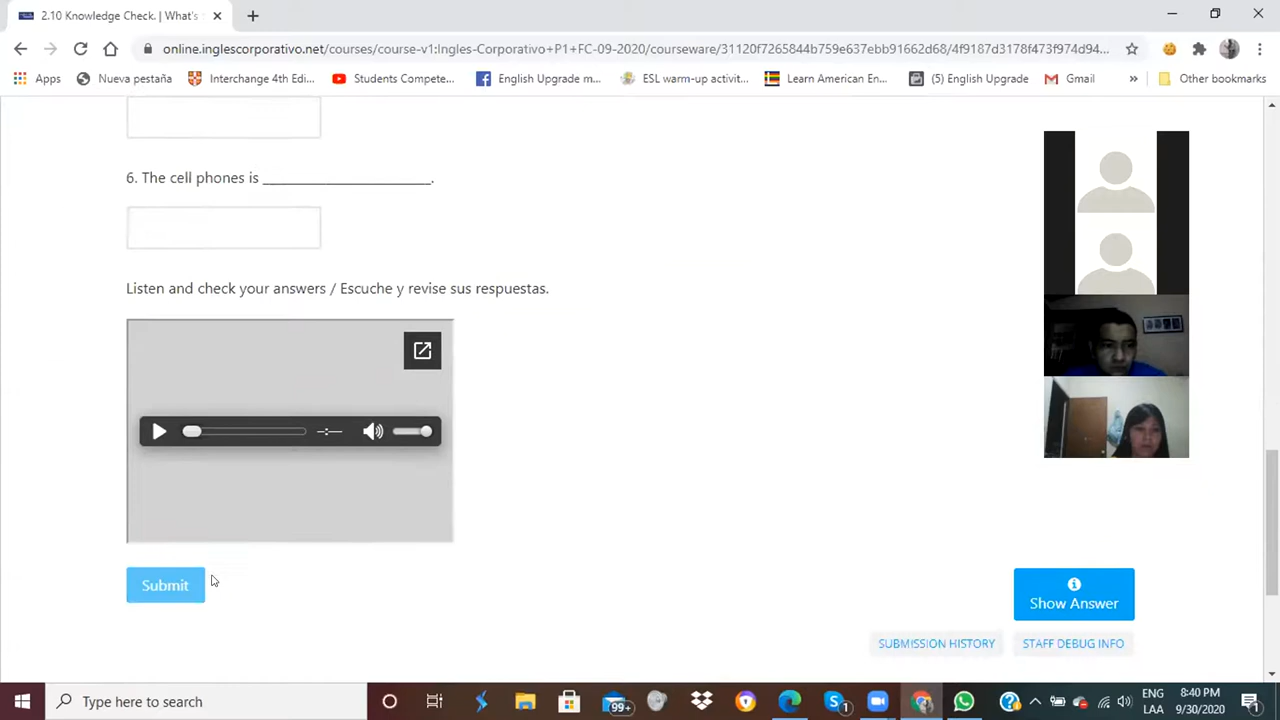 2.10 Knowledge Check. | What's
online.inglescorporativo.net/courses/course-v1:Ingles-Corporativo+P1+FC-09-2020/courseware/31120f7265844b759e637ebb91662d68/4f9187d3178f473f974d94...
Apps
Nueva pestaña
Interchange 4th Edi...
Students Compete...
English Upgrade m...
ESL warm-up activit...
Learn American En...
(5) English Upgrade
Gmail
»
Other bookmarks
6. The cell phones is ______________________.
Listen and check your answers / Escuche y revise sus respuestas.
Submit
Show Answer
SUBMISSION HISTORY
STAFF DEBUG INFO
Type here to search
99+
1
ENG
LAA
8:40 PM
9/30/2020
1